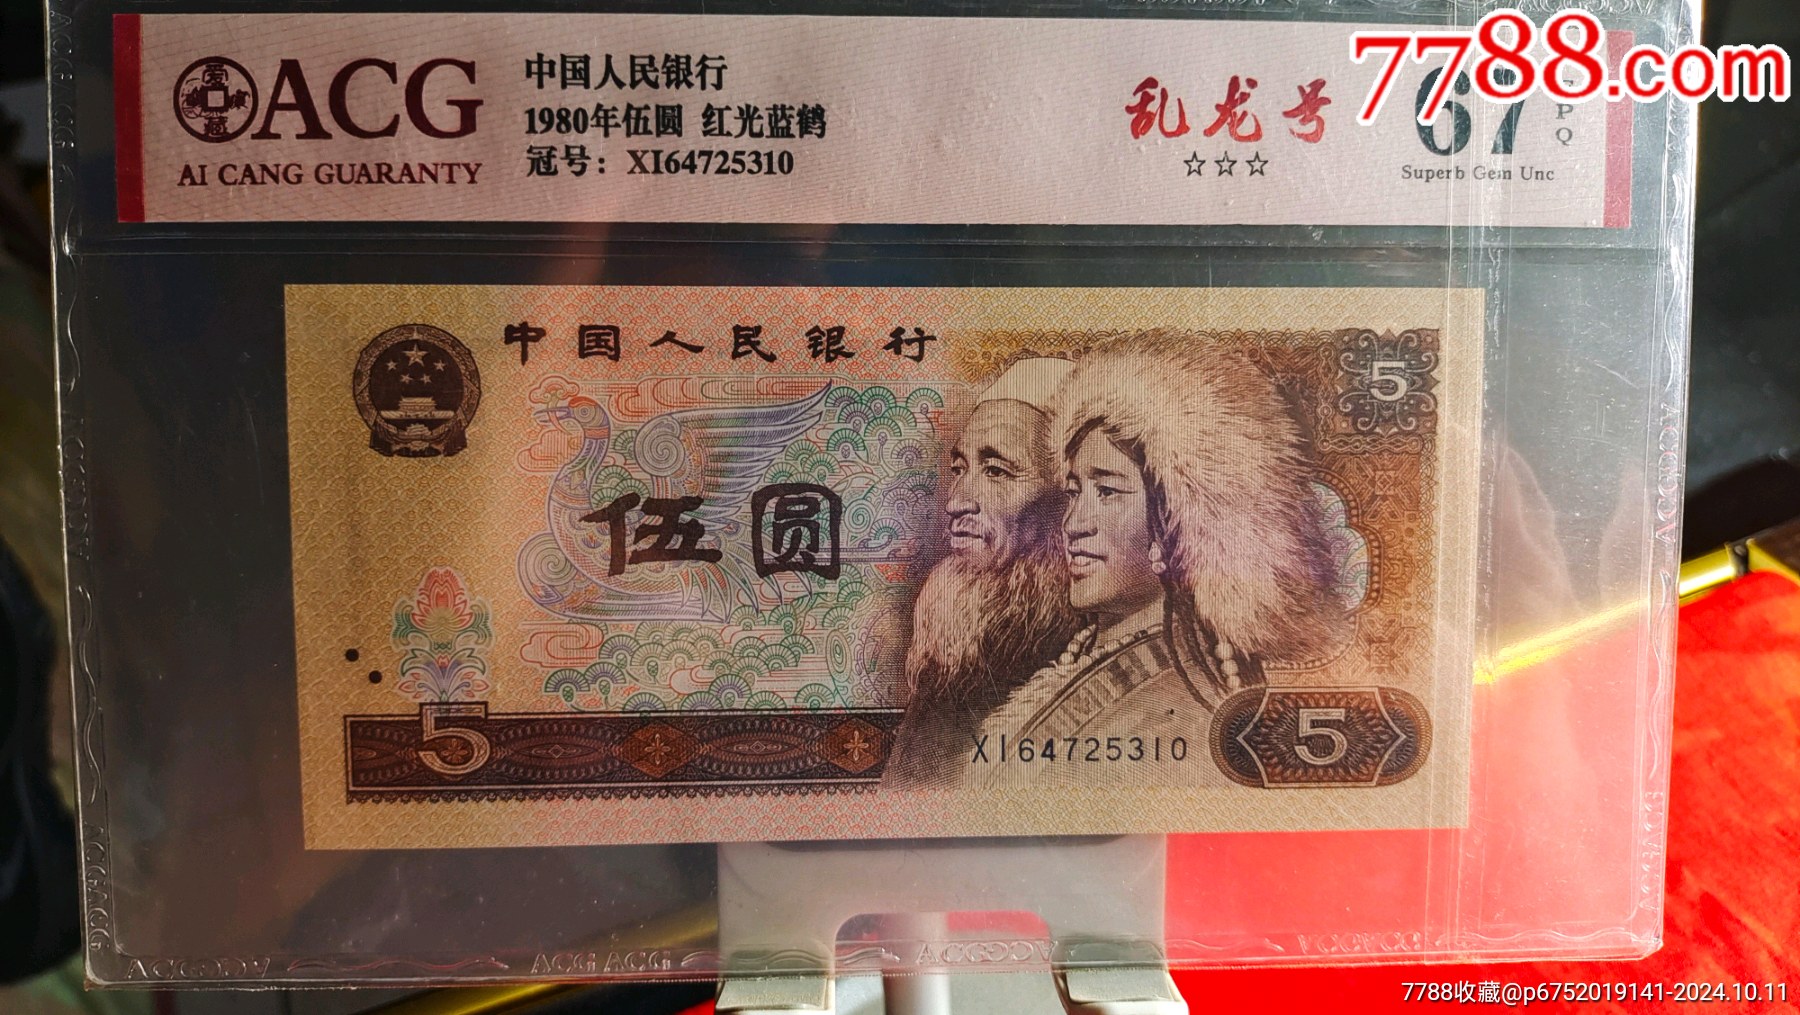 7788.com
ACG
AI CANG GUARANTY
中国人民银行
1980年伍圆 红光蓝鹤
冠号：XI64725310
乱龙号
☆☆☆
67
PQ
Superb Gem Unc
中国人民银行
5
伍圆
5
XI64725310
5
ACG ACG
7788收藏@p6752019141-2024.10.11